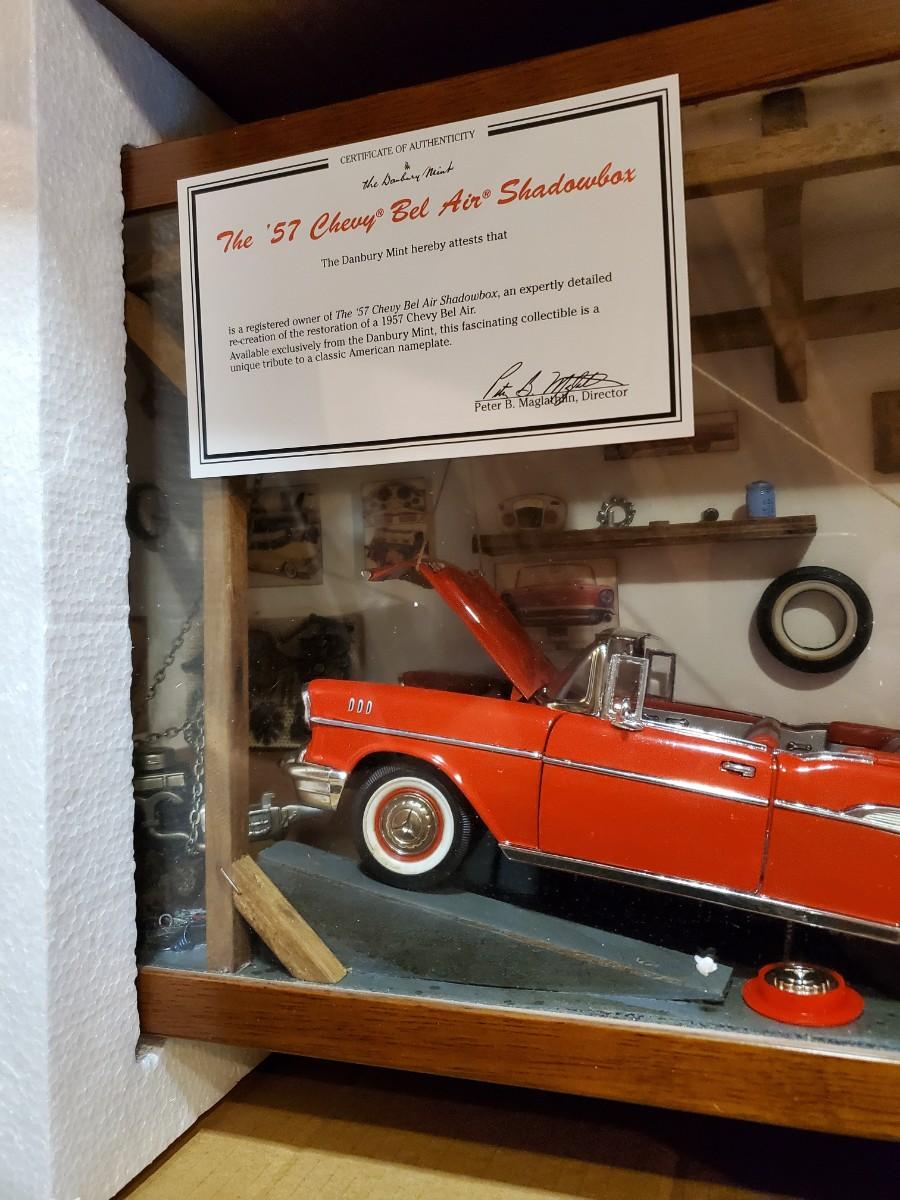 CERTIFICATE OF AUTHENTICITY
the Danbury Mint
The '57 Chevy® Bel Air® Shadowbox
The Danbury Mint hereby attests that
is a registered owner of The '57 Chevy Bel Air Shadowbox, an expertly detailed
re-creation of the restoration of a 1957 Chevy Bel Air.
Available exclusively from the Danbury Mint, this fascinating collectible is a
unique tribute to a classic American nameplate.
Peter B. Maglathlin, Director